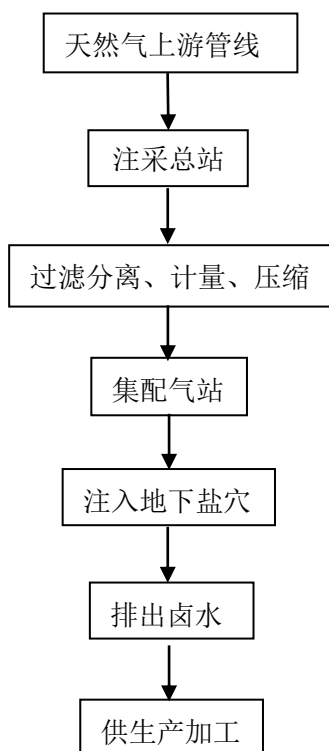 天然气上游管线
注采总站
过滤分离、计量、压缩
集配气站
注入地下盐穴
排出卤水
供生产加工